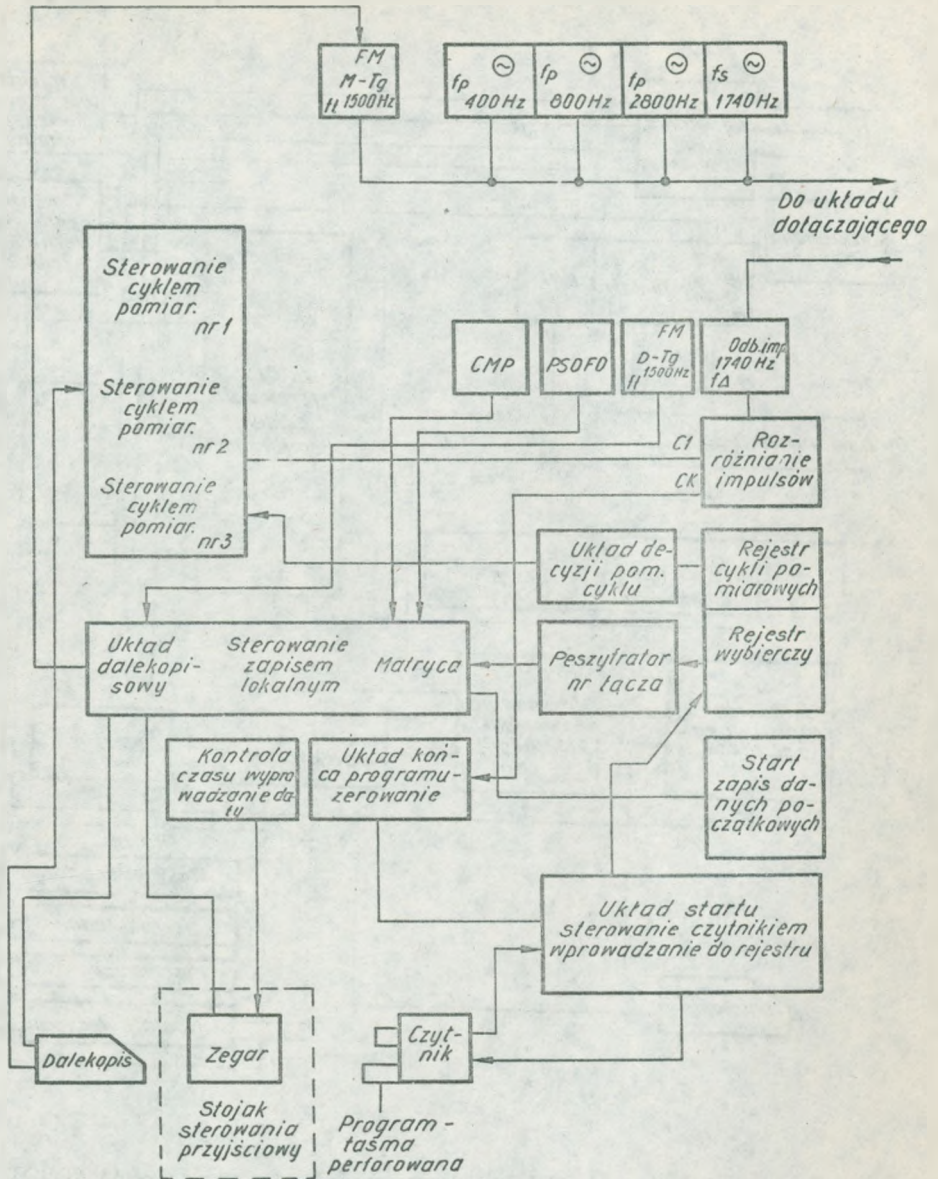 FM
M-Tg
ft 1500Hz
fp
400Hz
fp
800Hz
fp
2800Hz
fs
1740Hz
Do układu
dołączającego
Sterowanie
cyklem
pomiar.
nr 1
Sterowanie
cyklem
pomiar.
nr 2
Sterowanie
cyklem
pomiar.
nr 3
CMP
PSOFO
FM
D-Tg
ft 1500Hz
Odb.imp
1740 Hz
f∆
C1
CK
Roz-
różnianie
impulsów
Układ de-
cyzji pom.
cyklu
Rejestr
cykli po-
miarowych
Układ
dalekopi-
sowy
Sterowanie
zapisem
lokalnym
Matryca
Peszyfrator
nr łącza
Rejestr
wybierczy
Kontrola
czasu wypro
wadzanie da-
ty
Układ koń-
ca programu-
zerowanie
Start
zapis da-
nych po-
czątkowych
Układ startu
sterowanie czytnikiem
wprowadzanie do rejestru
Dalekopis
Zegar
Czyt-
nik
Stojak
sterowania
przyjściowy
Program-
taśma
perforowana